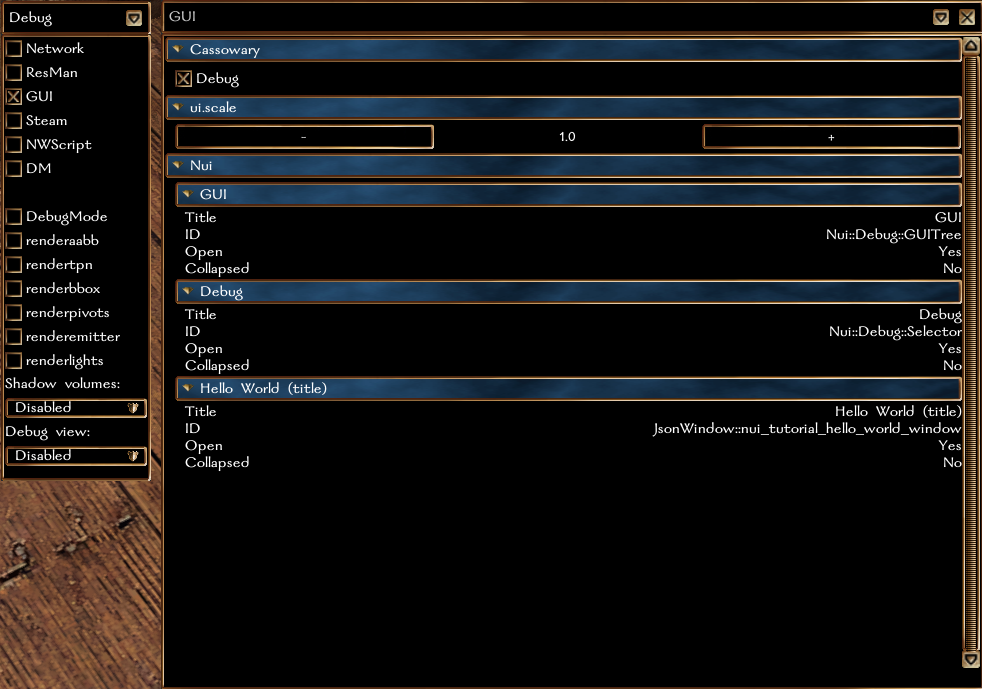 Debug
Network
ResMan
GUI
Steam
NWScript
DM
DebugMode
renderaabb
rendertpn
renderbbox
renderpivots
renderemitter
renderlights
Shadow volumes:
Disabled
Debug view:
Disabled
GUI
Cassowary
Debug
ui.scale
- 1.0 +
Nui
GUI
Title GUI
ID Nui::Debug::GUITree
Open Yes
Collapsed No
Debug
Title Debug
ID Nui::Debug::Selector
Open Yes
Collapsed No
Hello World (title)
Title Hello World (title)
ID JsonWindow::nui_tutorial_hello_world_window
Open Yes
Collapsed No